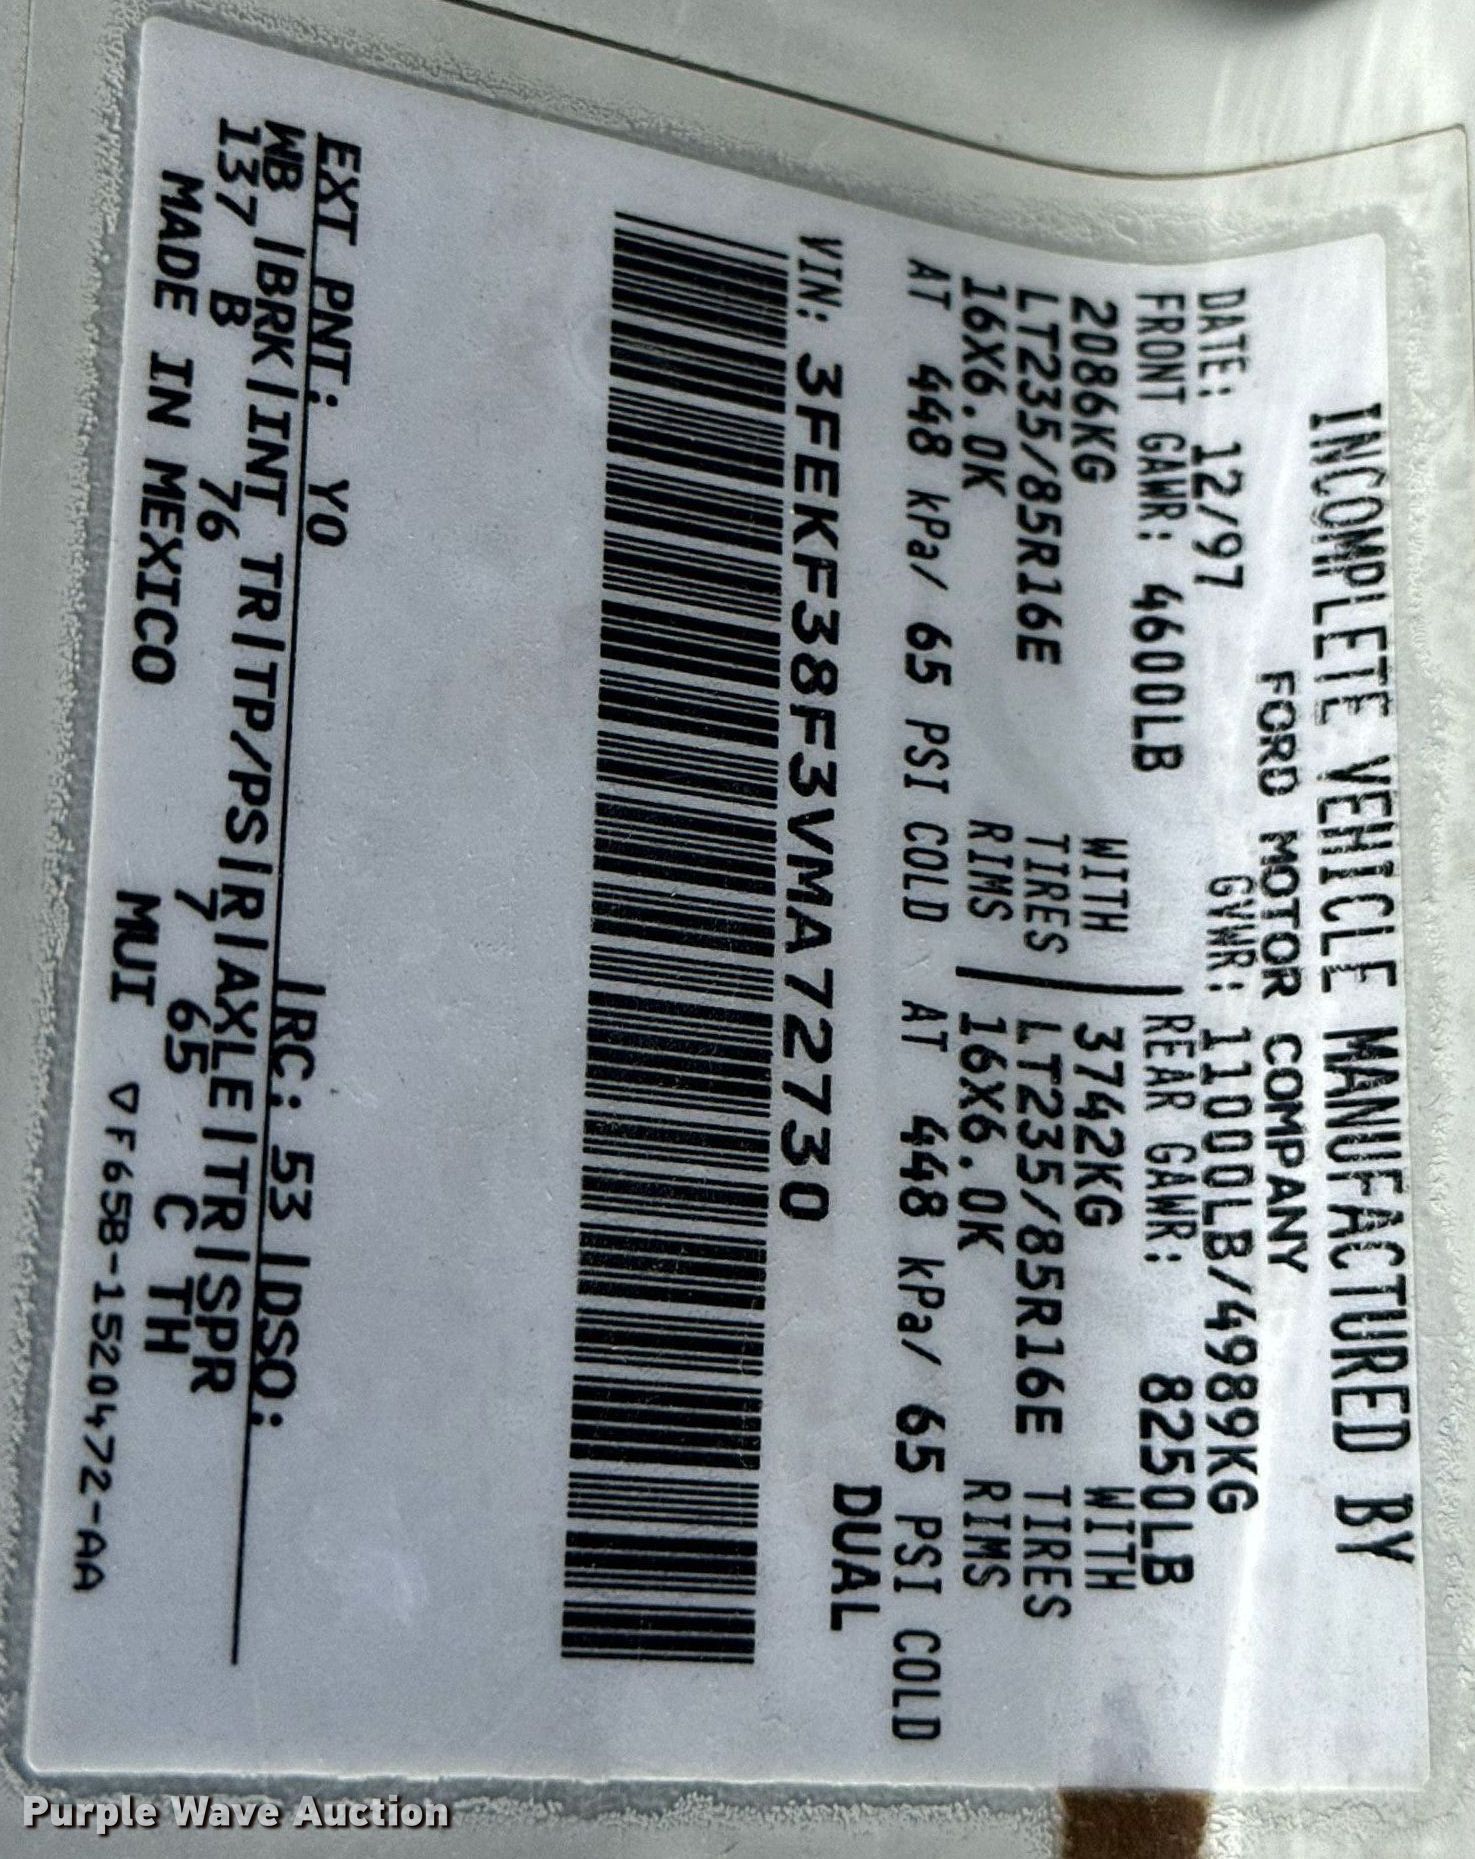 INCOMPLETE VEHICLE MANUFACTURED BY
FORD MOTOR COMPANY
DATE: 12/97 GVWR: 11000LB/4989KG
FRONT GAWR: 4600LB REAR GAWR: 8250LB
2086KG WITH 3742KG WITH
LT235/85R16E TIRES LT235/85R16E TIRES
16X6.0K RIMS 16X6.0K RIMS
AT 448 kPa/ 65 PSI COLD AT 448 kPa/ 65 PSI COLD
DUAL
VIN: 3FEKF38F3VMA72730
EXT PNT: YO RC: 53 DSO:
WB BRK INT TR TP/PS R AXLE TR SPR
137 B 76 7 65 C TH
MADE IN MEXICO MUI ▽F65B-1520472-AA
Purple Wave Auction